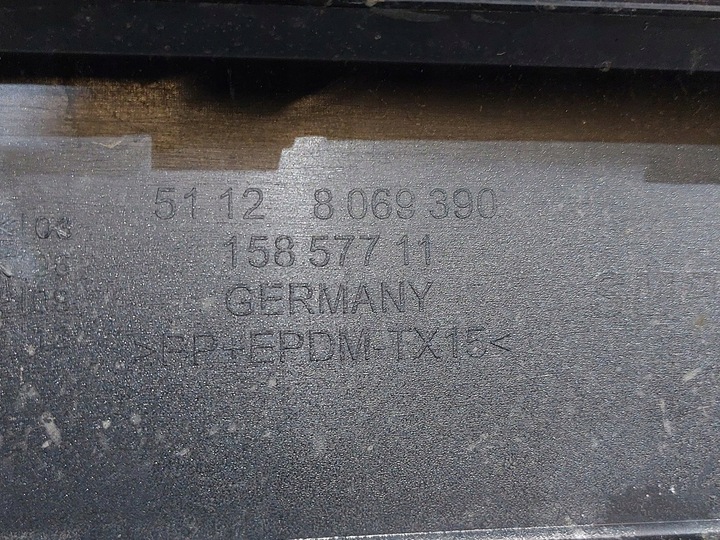 51 12 8 069 390
158 577 11
GERMANY
>PP+EPDM-TX15<